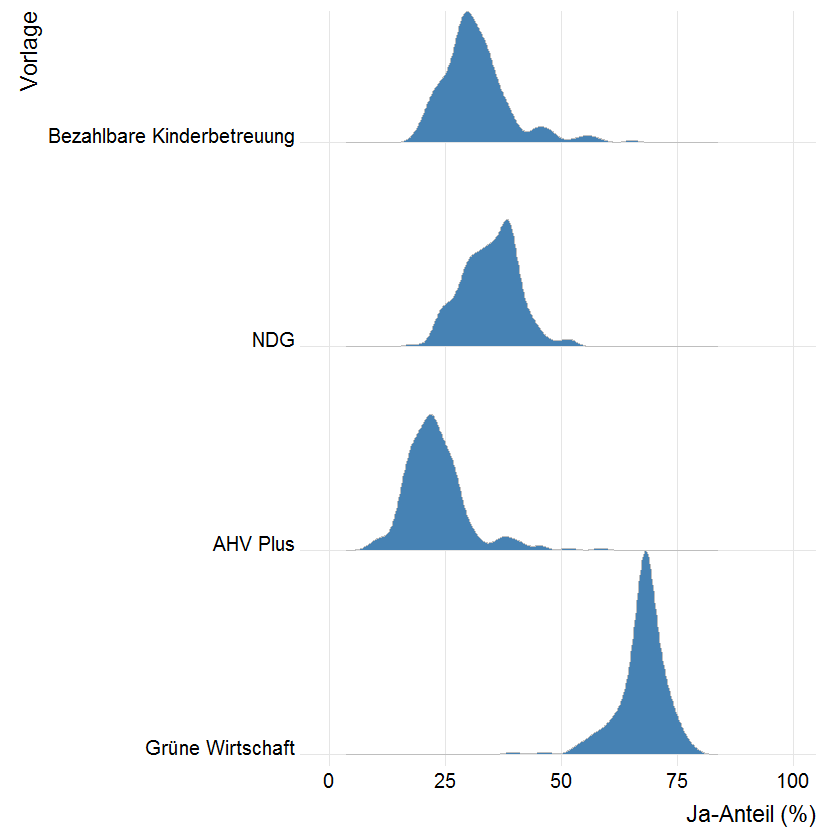 Vorlage
Bezahlbare Kinderbetreuung
NDG
AHV Plus
Grüne Wirtschaft
0 25 50 75 100
Ja-Anteil (%)